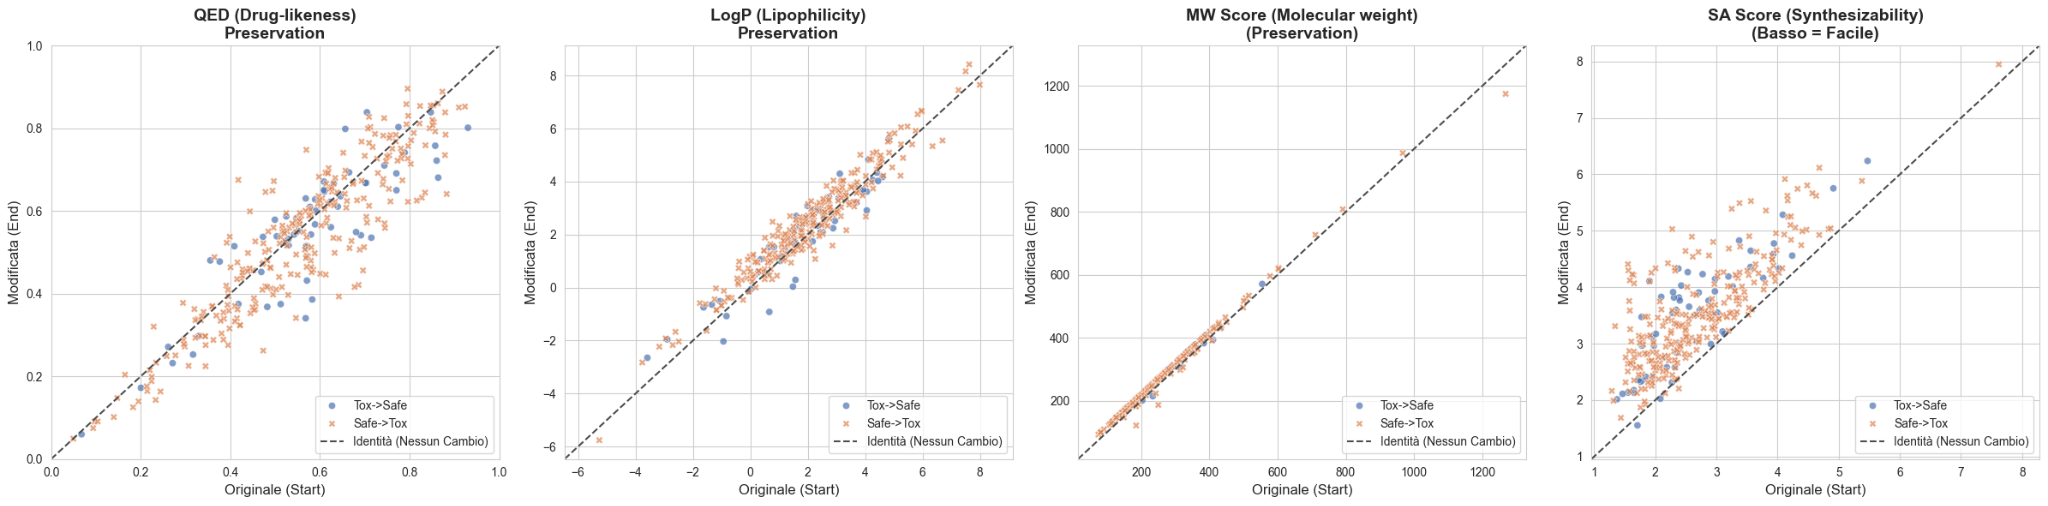 QED (Drug-likeness)
Preservation
1.0
0.8
0.6
0.4
0.2
0.0
0.0 0.2 0.4 0.6 0.8 1.0
Modificata (End)
Originale (Start)
Tox->Safe
Safe->Tox
Identità (Nessun Cambio)
LogP (Lipophilicity)
Preservation
8
6
4
2
0
−2
−4
−6
−6 −4 −2 0 2 4 6 8
Modificata (End)
Originale (Start)
Tox->Safe
Safe->Tox
Identità (Nessun Cambio)
MW Score (Molecular weight)
(Preservation)
1200
1000
800
600
400
200
200 400 600 800 1000 1200
Modificata (End)
Originale (Start)
Tox->Safe
Safe->Tox
Identità (Nessun Cambio)
SA Score (Synthesizability)
(Basso = Facile)
8
7
6
5
4
3
2
1
1 2 3 4 5 6 7 8
Modificata (End)
Originale (Start)
Tox->Safe
Safe->Tox
Identità (Nessun Cambio)